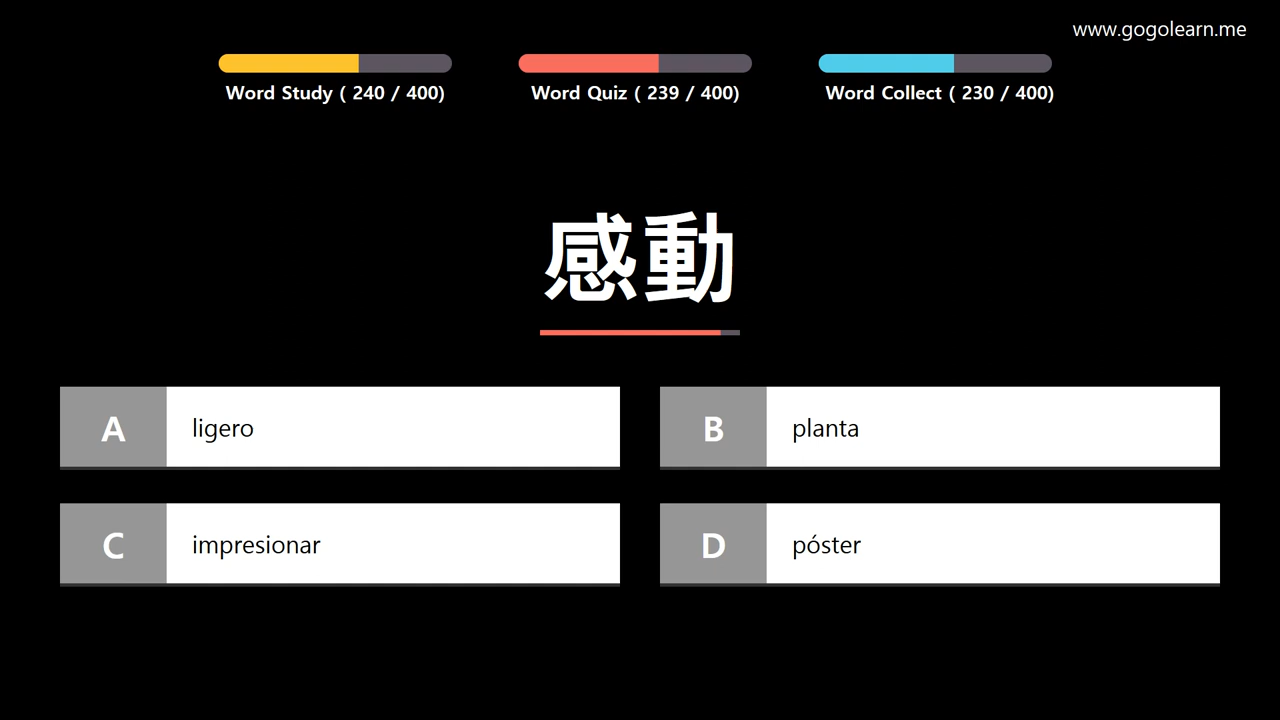 www.gogolearn.me
Word Study ( 240 / 400)
Word Quiz ( 239 / 400)
Word Collect ( 230 / 400)
感動
A ligero
B planta
C impresionar
D póster